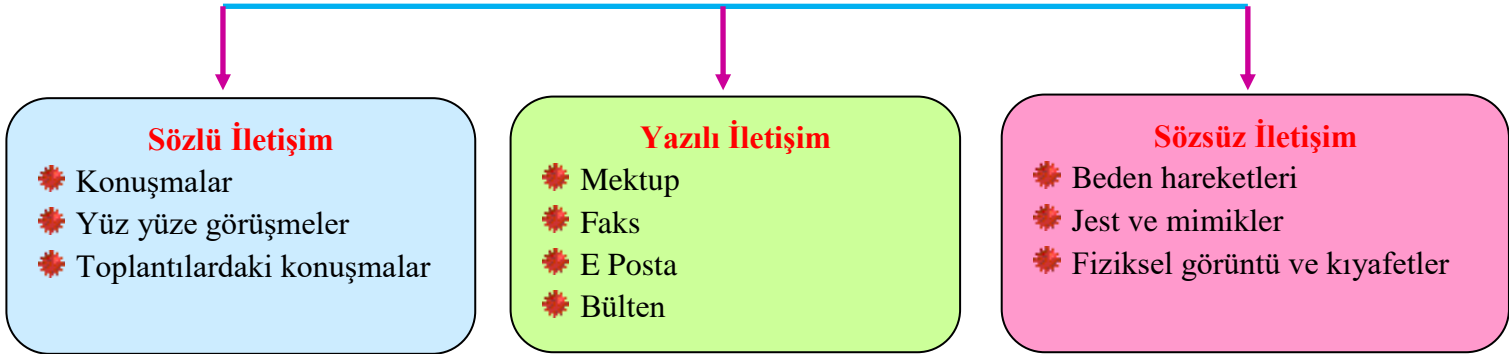 Sözlü İletişim
Konuşmalar
Yüz yüze görüşmeler
Toplantılardaki konuşmalar
Yazılı İletişim
Mektup
Faks
E Posta
Bülten
Sözsüz İletişim
Beden hareketleri
Jest ve mimikler
Fiziksel görüntü ve kıyafetler